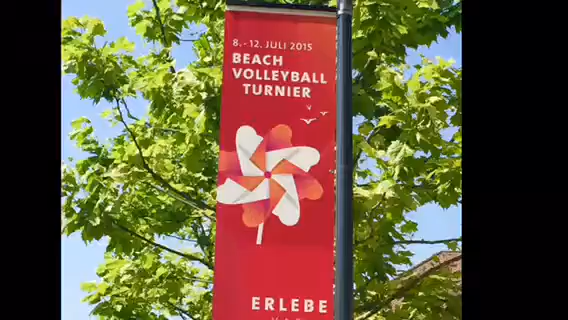 8. - 12. JULI 2015
BEACH
VOLLEYBALL
TURNIER
ERLEBE